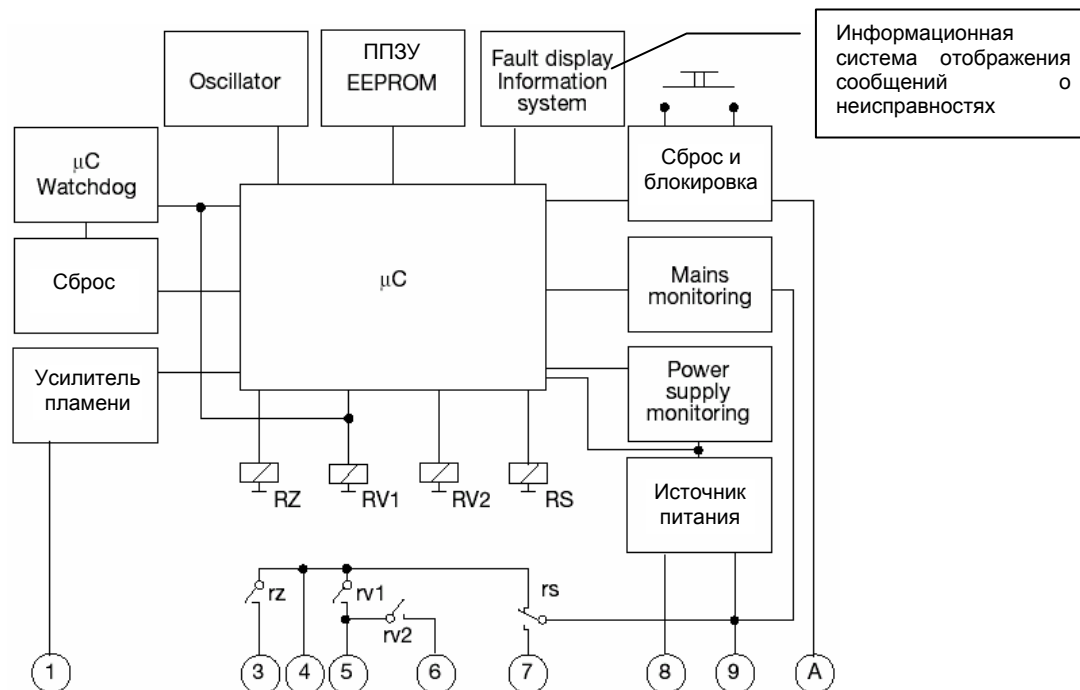 Oscillator
ППЗУ
EEPROM
Fault display
Information
system
Информационная
система отображения
сообщений о
неисправностях
µC
Watchdog
Сброс и
блокировка
Сброс
µC
Mains
monitoring
Усилитель
пламени
Power
supply
monitoring
RZ
RV1
RV2
RS
Источник
питания
rz
rv1
rv2
rs
1
3
4
5
6
7
8
9
A